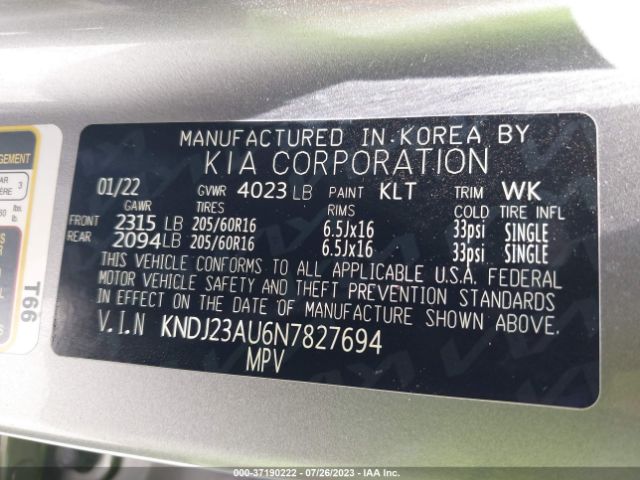 MANUFACTURED IN KOREA BY
KIA CORPORATION
01/22 GVWR 4023 LB PAINT KLT TRIM WK
GAWR TIRES RIMS COLD TIRE INFL
FRONT 2315 LB 205/60R16 6.5Jx16 33psi SINGLE
REAR 2094 LB 205/60R16 6.5Jx16 33psi SINGLE
THIS VEHICLE CONFORMS TO ALL APPLICABLE U.S.A. FEDERAL
MOTOR VEHICLE SAFETY AND THEFT PREVENTION STANDARDS
IN EFFECT ON THE DATE OF MANUFACTURE SHOWN ABOVE.
V.I.N KNDJ23AU6N7827694
MPV
T66
3
lbs.
000-37190222 - 07/26/2023 - IAA Inc.